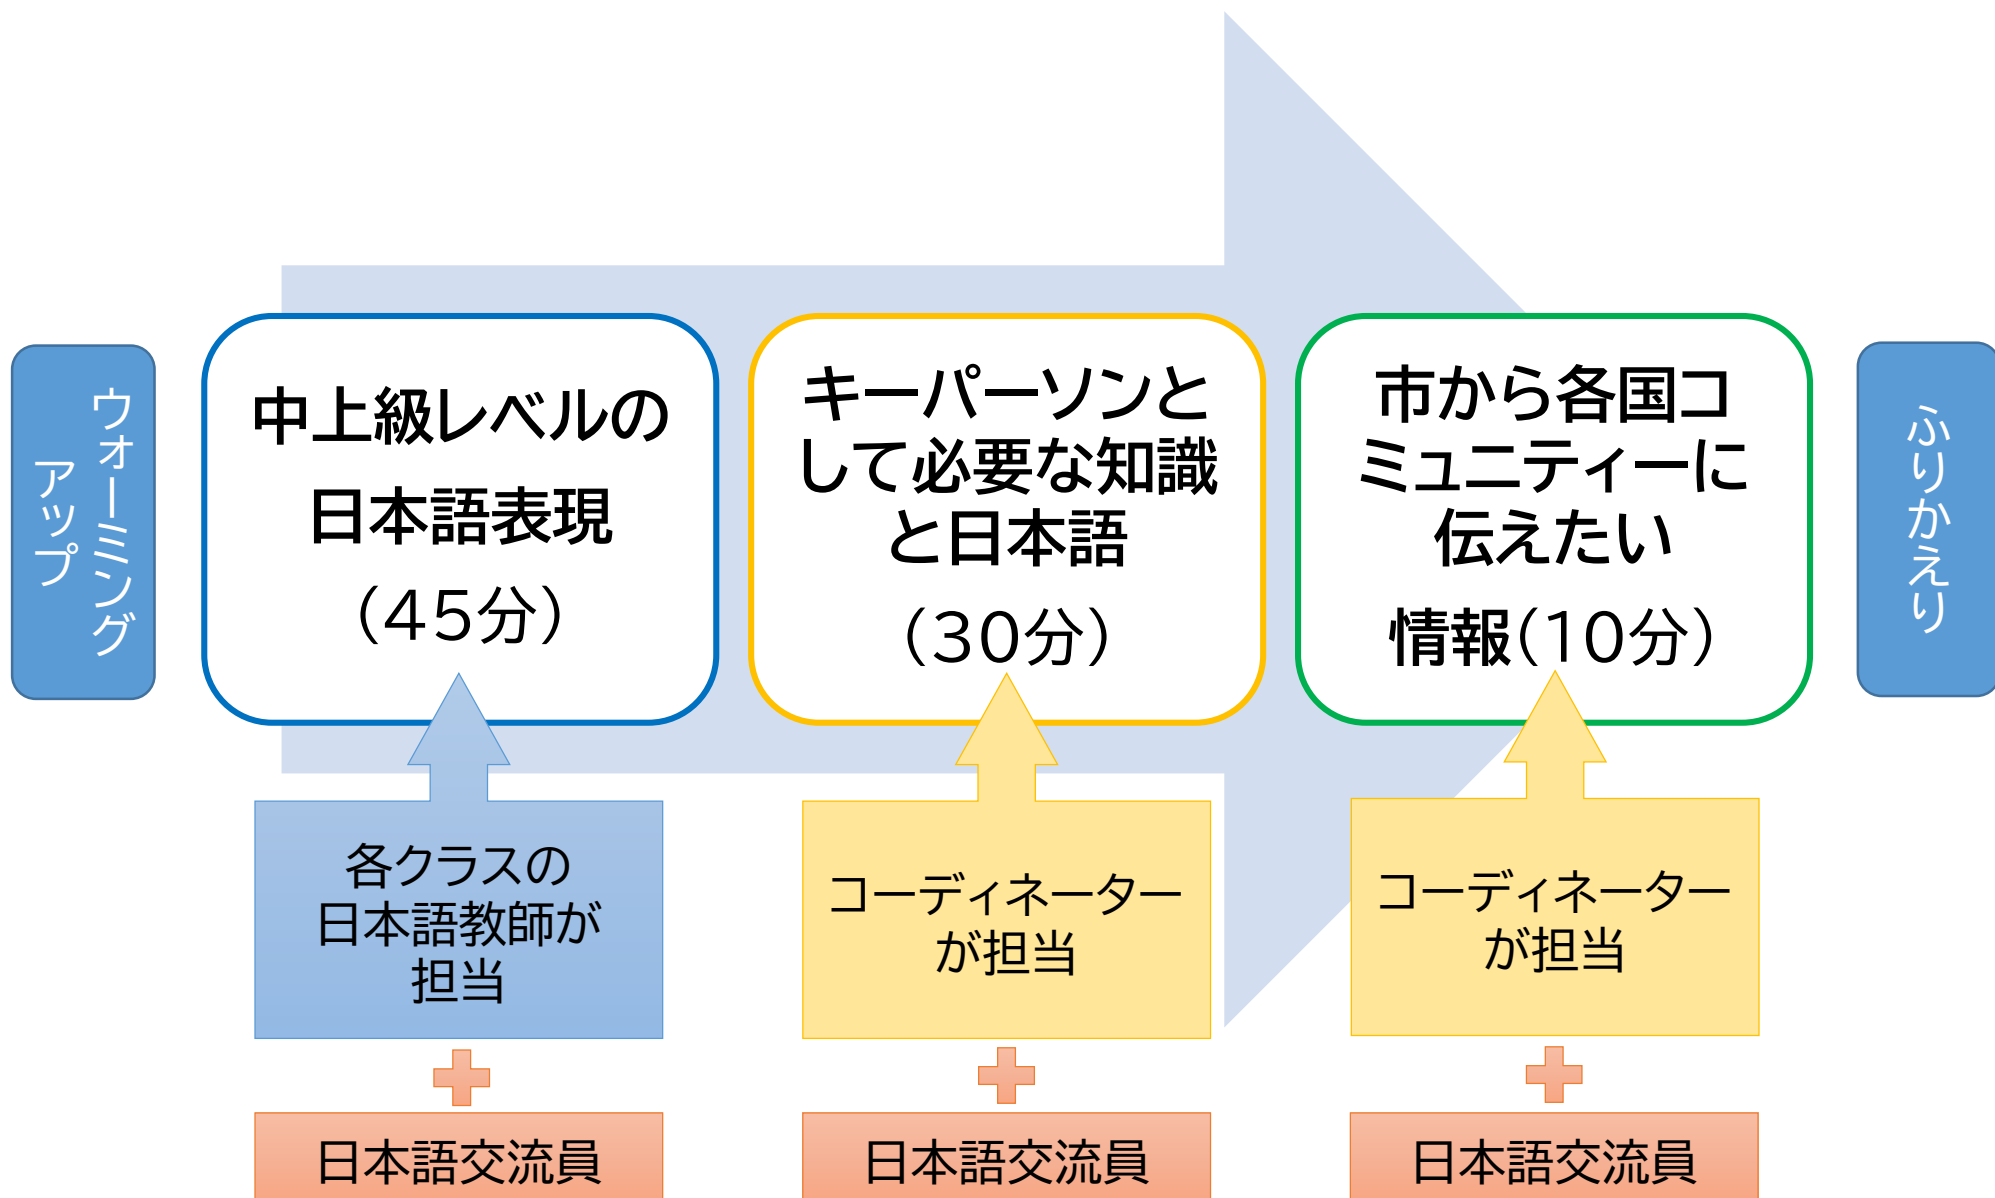 ウォーミング
アップ
中上級レベルの
日本語表現
（45分）
キーパーソンと
して必要な知識
と日本語
（30分）
市から各国コ
ミュニティーに
伝えたい
情報（10分）
ふりかえり
各クラスの
日本語教師が
担当
コーディネーター
が担当
コーディネーター
が担当
日本語交流員
日本語交流員
日本語交流員